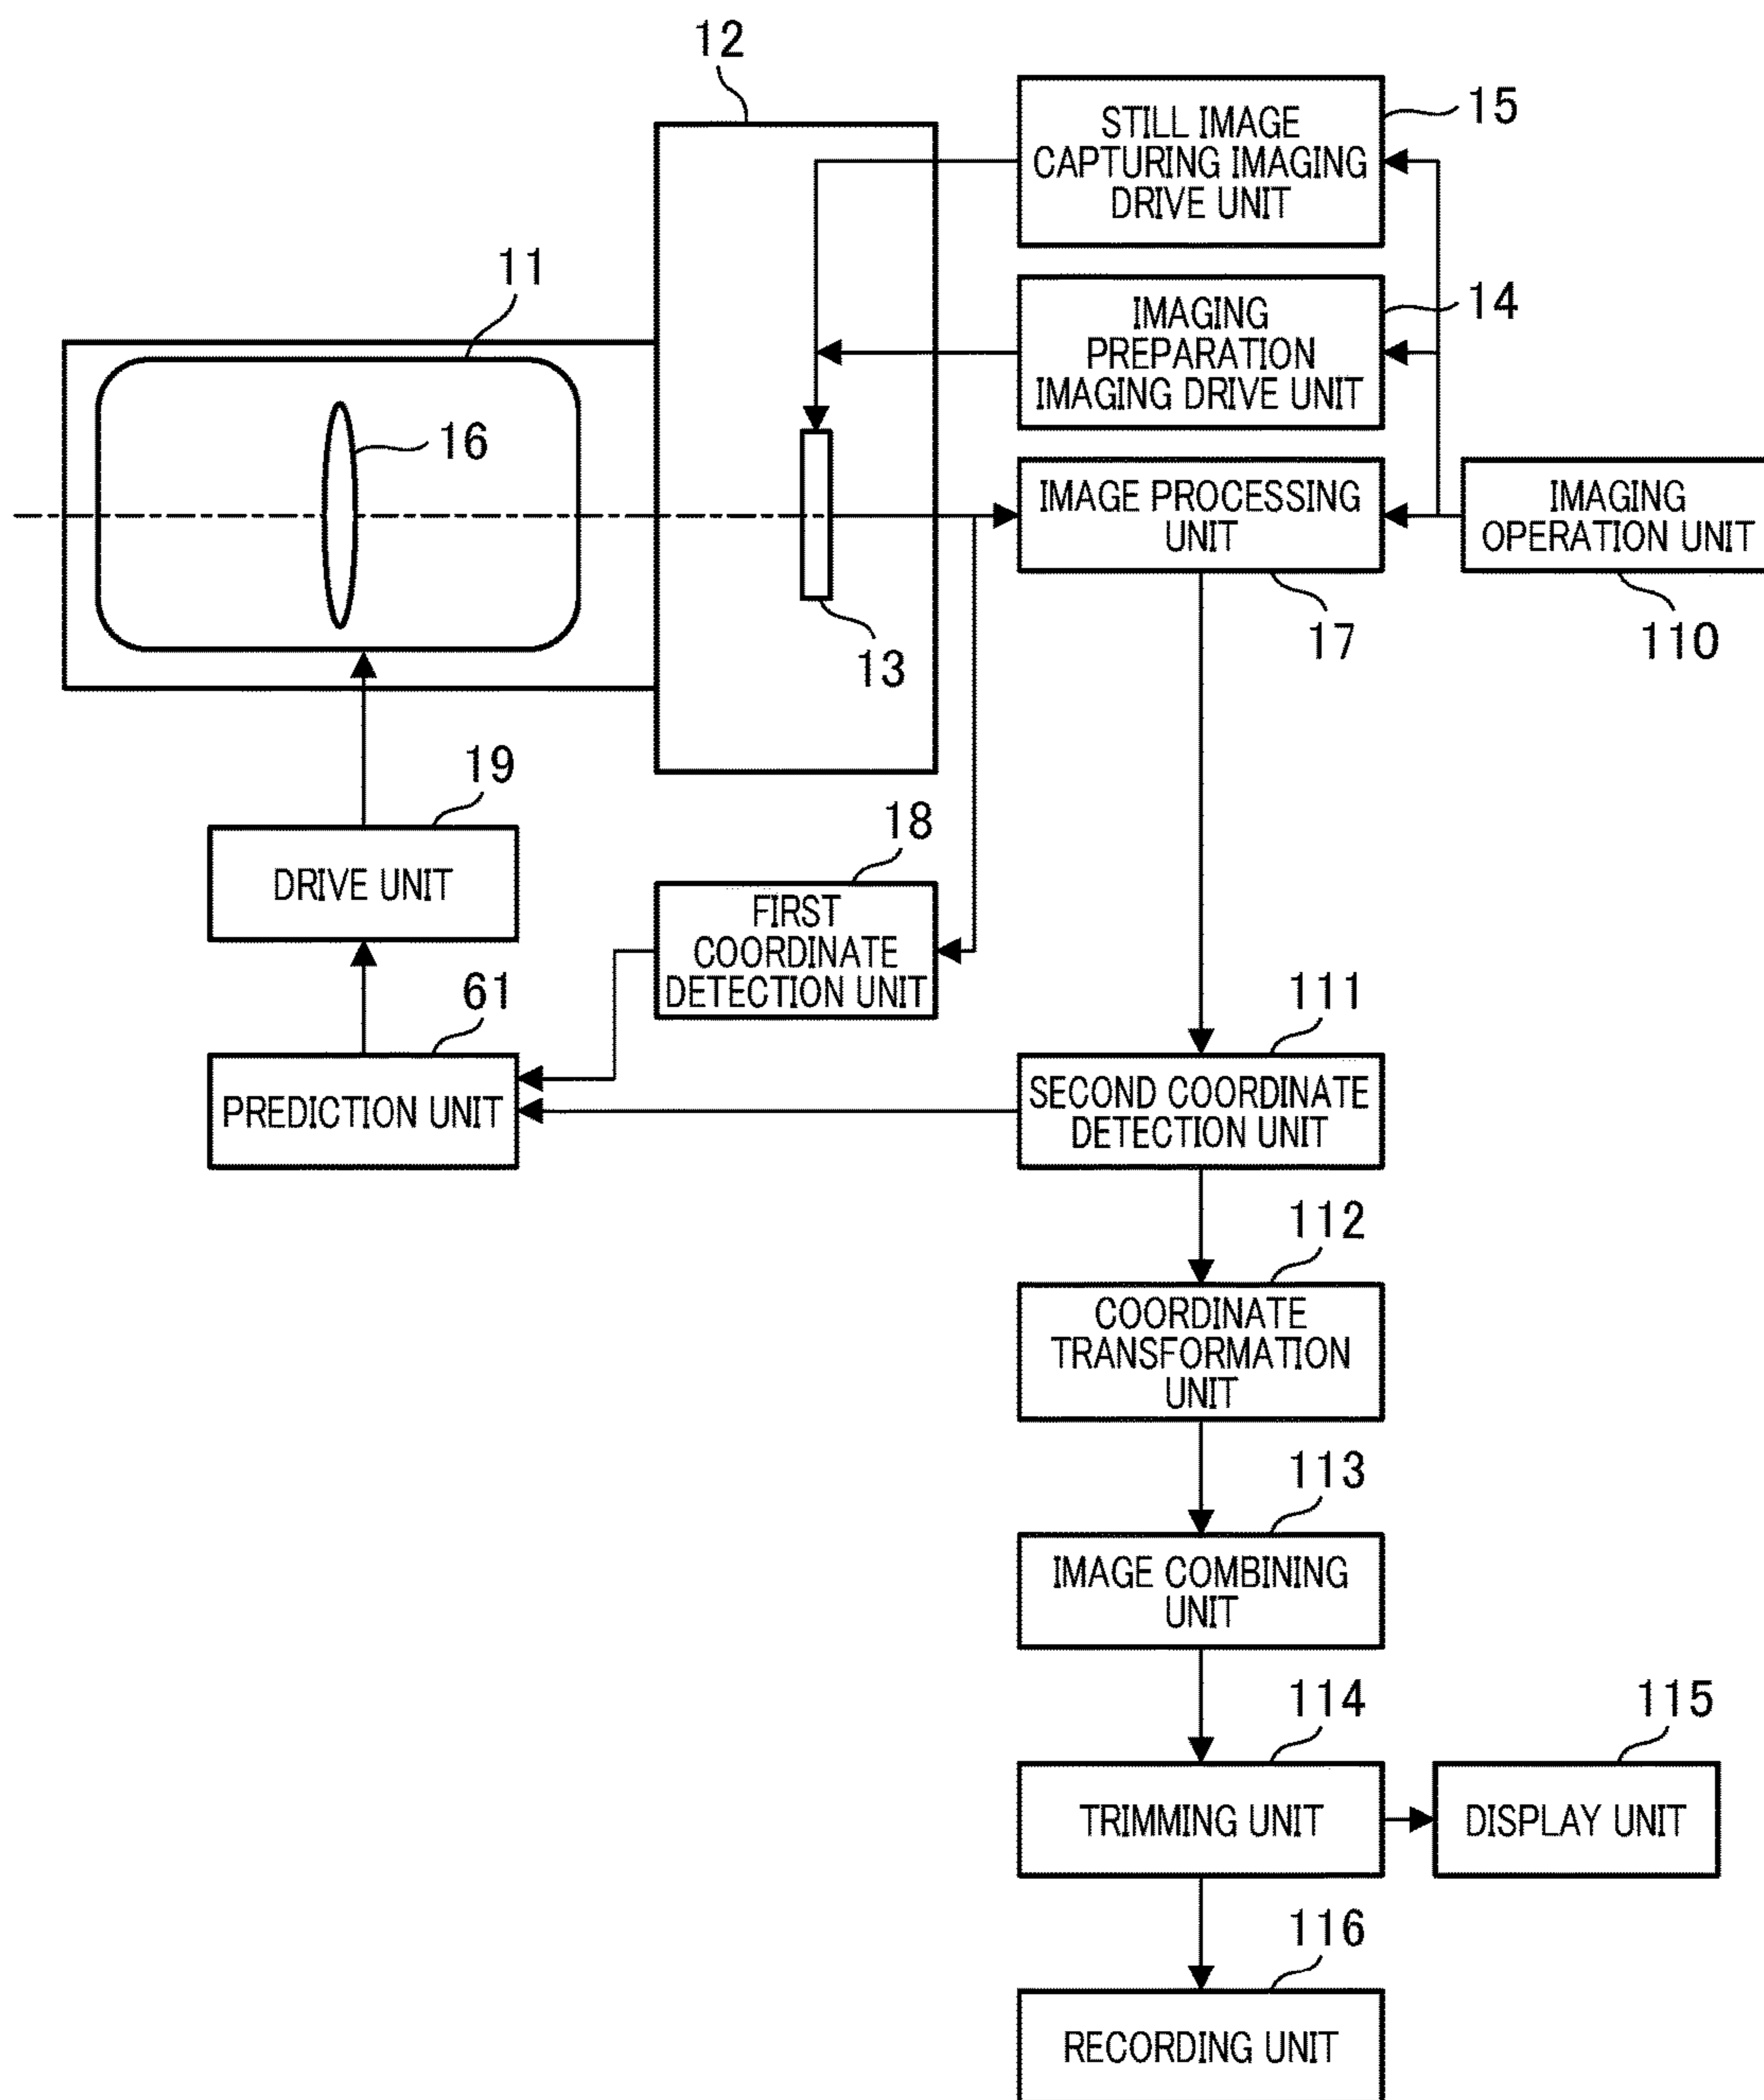 12
STILL IMAGE
CAPTURING IMAGING
DRIVE UNIT
15
11
IMAGING
PREPARATION
IMAGING DRIVE UNIT
14
16
IMAGE PROCESSING
UNIT
IMAGING
OPERATION UNIT
13
17
110
19
DRIVE UNIT
18
FIRST
COORDINATE
DETECTION UNIT
61
PREDICTION UNIT
111
SECOND COORDINATE
DETECTION UNIT
112
COORDINATE
TRANSFORMATION
UNIT
113
IMAGE COMBINING
UNIT
114
TRIMMING UNIT
115
DISPLAY UNIT
116
RECORDING UNIT